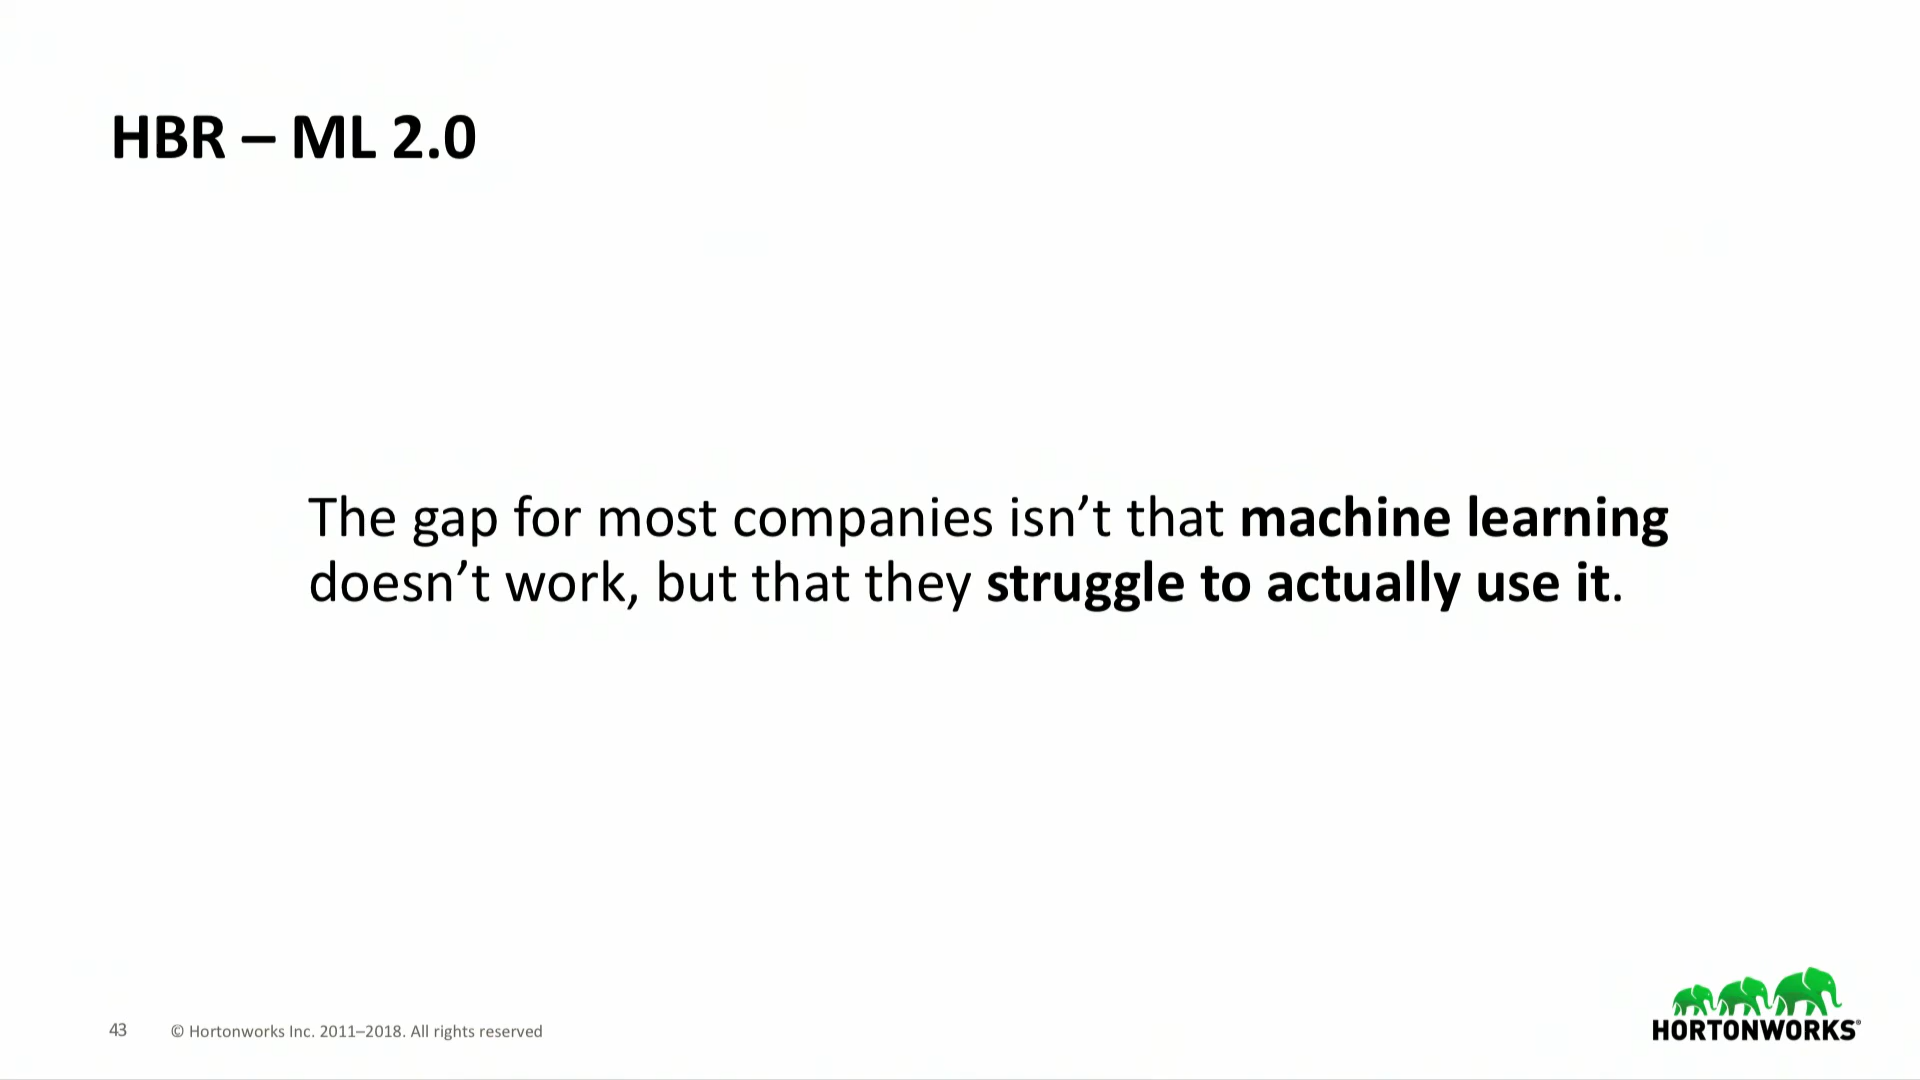 HBR – ML 2.0
The gap for most companies isn’t that machine learning
doesn’t work, but that they struggle to actually use it.
43 © Hortonworks Inc. 2011–2018. All rights reserved
HORTONWORKS®